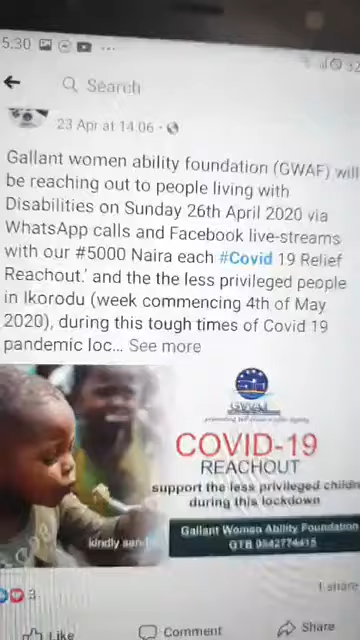 5:30
Search
23 Apr at 14:06
Gallant women ability foundation (GWAF) will
be reaching out to people living with
Disabilities on Sunday 26th April 2020 via
WhatsApp calls and Facebook live-streams
with our #5000 Naira each #Covid 19 Relief
Reachout.' and the the less privileged people
in Ikorodu (week commencing 4th of May
2020), during this tough times of Covid 19
pandemic loc... See more
COVID-19
REACHOUT
support the less privileged childr
during this lockdown
Gallant Women Ability Foundation
kindly send
3
1 share
Like
Comment
Share